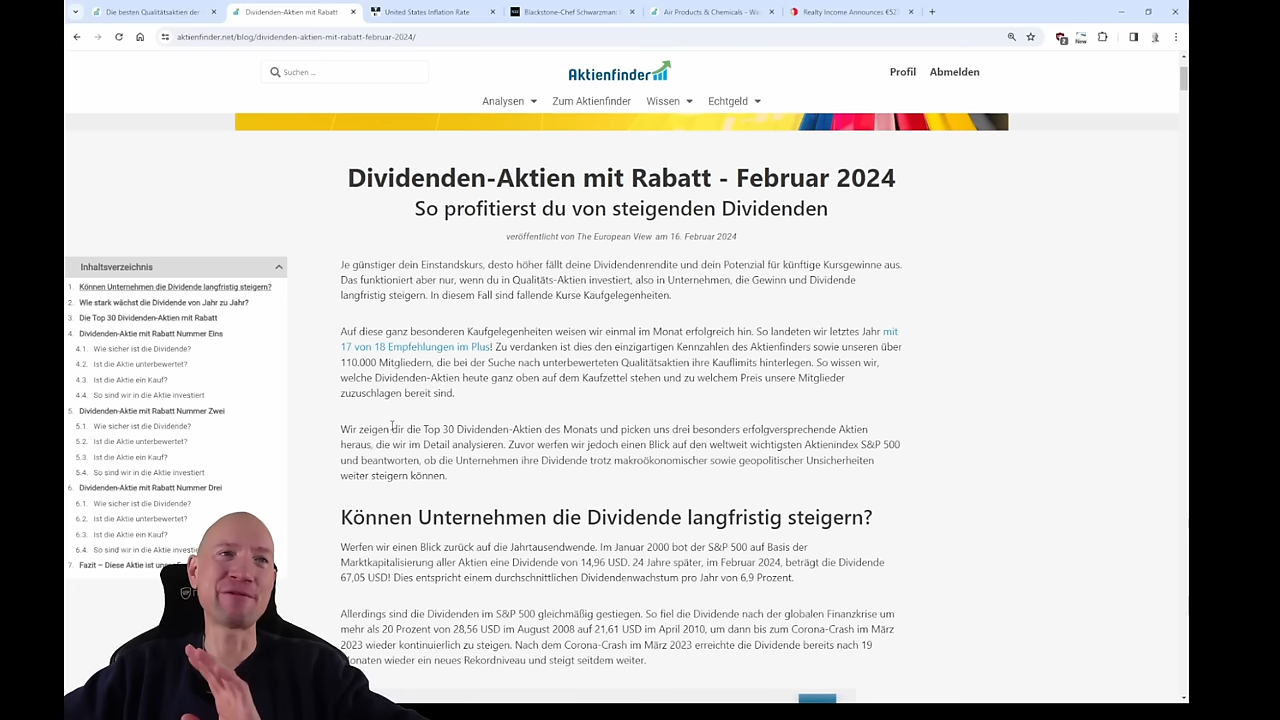 Die besten Qualitätsaktien der
Dividenden-Aktien mit Rabatt
United States Inflation Rate
Blackstone-Chef Schwarzman:
Air Products & Chemicals - Wa
Realty Income Announces €52
aktienfinder.net/blog/dividenden-aktien-mit-rabatt-februar-2024/
New
Suchen ...
Aktienfinder
Profil
Abmelden
Analysen
Zum Aktienfinder
Wissen
Echtgeld
Dividenden-Aktien mit Rabatt - Februar 2024
So profitierst du von steigenden Dividenden
veröffentlicht von The European View am 16. Februar 2024
Inhaltsverzeichnis
1. Können Unternehmen die Dividende langfristig steigern?
2. Wie stark wächst die Dividende von Jahr zu Jahr?
3. Die Top 30 Dividenden-Aktien mit Rabatt
4. Dividenden-Aktie mit Rabatt Nummer Eins
4.1. Wie sicher ist die Dividende?
4.2. Ist die Aktie unterbewertet?
4.3. Ist die Aktie ein Kauf?
4.4. So sind wir in die Aktie investiert
5. Dividenden-Aktie mit Rabatt Nummer Zwei
5.1. Wie sicher ist die Dividende?
5.2. Ist die Aktie unterbewertet?
5.3. Ist die Aktie ein Kauf?
5.4. So sind wir in die Aktie investiert
6. Dividenden-Aktie mit Rabatt Nummer Drei
6.1. Wie sicher ist die Dividende?
6.2. Ist die Aktie unterbewertet?
6.3. Ist die Aktie ein Kauf?
6.4. So sind wir in die Aktie
7. Fazit – Diese Aktie ist
Je günstiger dein Einstandskurs, desto höher fällt deine Dividendenrendite und dein Potenzial für künftige Kursgewinne aus.
Das funktioniert aber nur, wenn du in Qualitäts-Aktien investiert, also in Unternehmen, die Gewinn und Dividende
langfristig steigern. In diesem Fall sind fallende Kurse Kaufgelegenheiten.
Auf diese ganz besonderen Kaufgelegenheiten weisen wir einmal im Monat erfolgreich hin. So landeten wir letztes Jahr mit
17 von 18 Empfehlungen im Plus! Zu verdanken ist dies den einzigartigen Kennzahlen des Aktienfinders sowie unseren über
110.000 Mitgliedern, die bei der Suche nach unterbewerteten Qualitätsaktien ihre Kauflimits hinterlegen. So wissen wir,
welche Dividenden-Aktien heute ganz oben auf dem Kaufzettel stehen und zu welchem Preis unsere Mitglieder
zuzuschlagen bereit sind.
Wir zeigen dir die Top 30 Dividenden-Aktien des Monats und picken uns drei besonders erfolgversprechende Aktien
heraus, die wir im Detail analysieren. Zuvor werfen wir jedoch einen Blick auf den weltweit wichtigsten Aktienindex S&P 500
und beantworten, ob die Unternehmen ihre Dividende trotz makroökonomischer sowie geopolitischer Unsicherheiten
weiter steigern können.
Können Unternehmen die Dividende langfristig steigern?
Werfen wir einen Blick zurück auf die Jahrtausendwende. Im Januar 2000 bot der S&P 500 auf Basis der
Marktkapitalisierung aller Aktien eine Dividende von 14,96 USD. 24 Jahre später, im Februar 2024, beträgt die Dividende
67,05 USD! Dies entspricht einem durchschnittlichen Dividendenwachstum pro Jahr von 6,9 Prozent.
Allerdings sind die Dividenden im S&P 500 gleichmäßig gestiegen. So fiel die Dividende nach der globalen Finanzkrise um
mehr als 20 Prozent von 28,56 USD im August 2008 auf 21,61 USD im April 2010, um dann bis zum Corona-Crash im März
2023 wieder kontinuierlich zu steigen. Nach dem Corona-Crash im März 2023 erreichte die Dividende bereits nach 19
Monaten wieder ein neues Rekordniveau und steigt seitdem weiter.